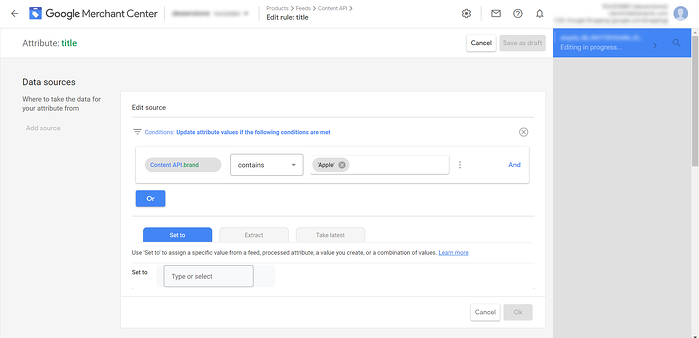 Google Merchant Center
Products > Feeds > Content API >
Edit rule: title
Attribute: title
Cancel
Save as draft
Editing in progress...
Data sources
Where to take the data for
your attribute from
Add source
Edit source
Conditions: Update attribute values if the following conditions are met
Content API.brand
contains
'Apple'
And
Or
Set to
Extract
Take latest
Use 'Set to' to assign a specific value from a feed, processed attribute, a value you create, or a combination of values. Learn more
Set to
Type or select
Cancel
Ok